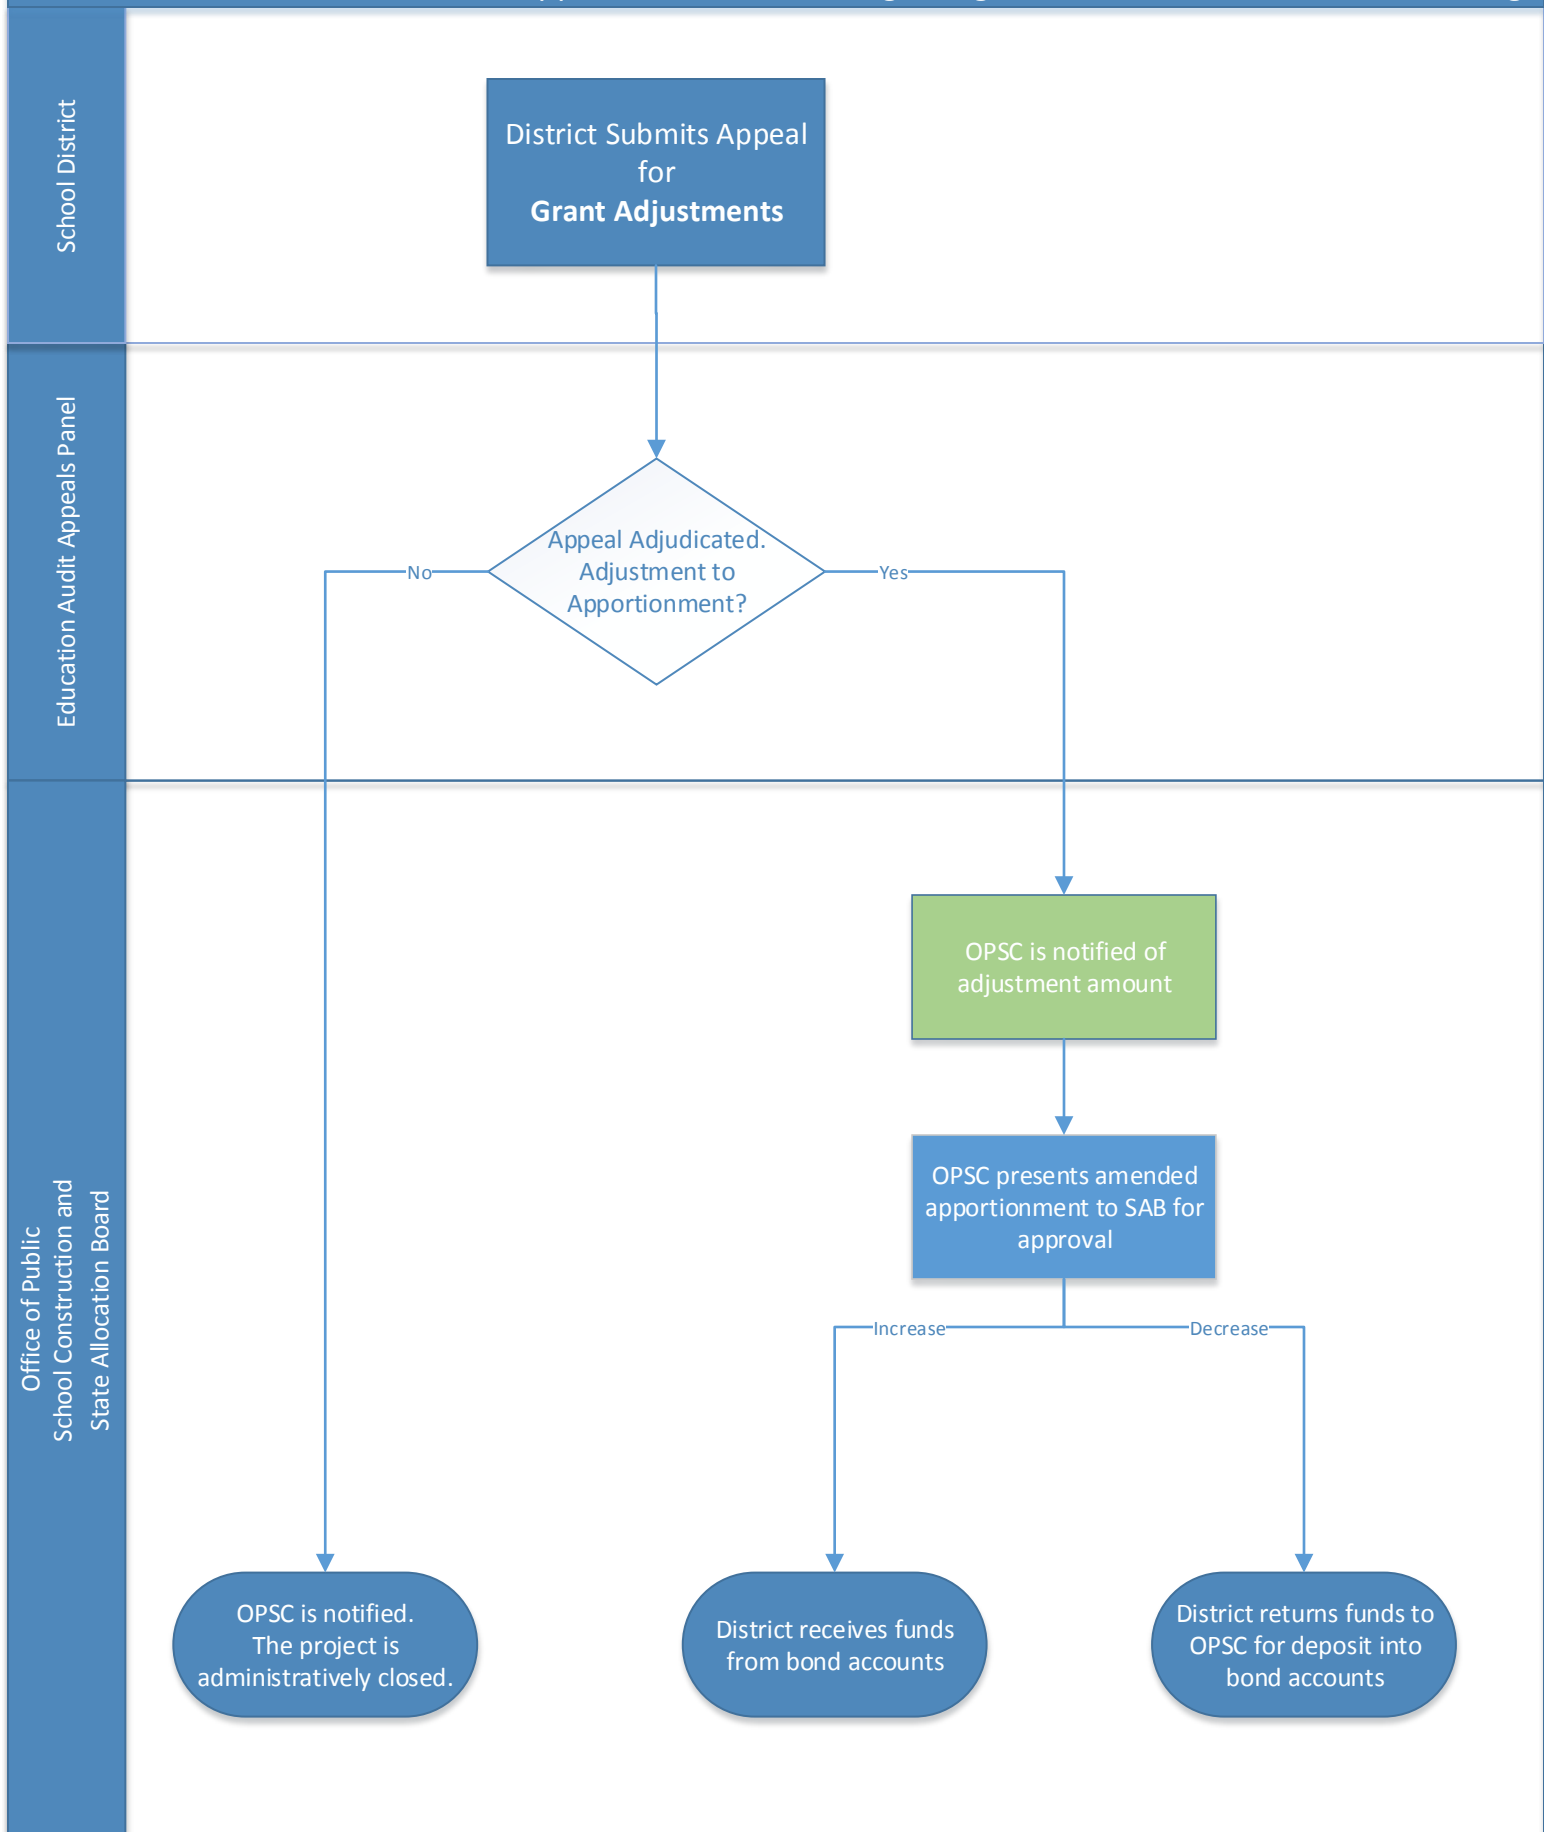 School District
District Submits Appeal
for
Grant Adjustments
Education Audit Appeals Panel
Appeal Adjudicated.
Adjustment to
Apportionment?
No
Yes
Office of Public
School Construction and
State Allocation Board
OPSC is notified of
adjustment amount
OPSC presents amended
apportionment to SAB for
approval
Increase
Decrease
OPSC is notified.
The project is
administratively closed.
District receives funds
from bond accounts
District returns funds to
OPSC for deposit into
bond accounts